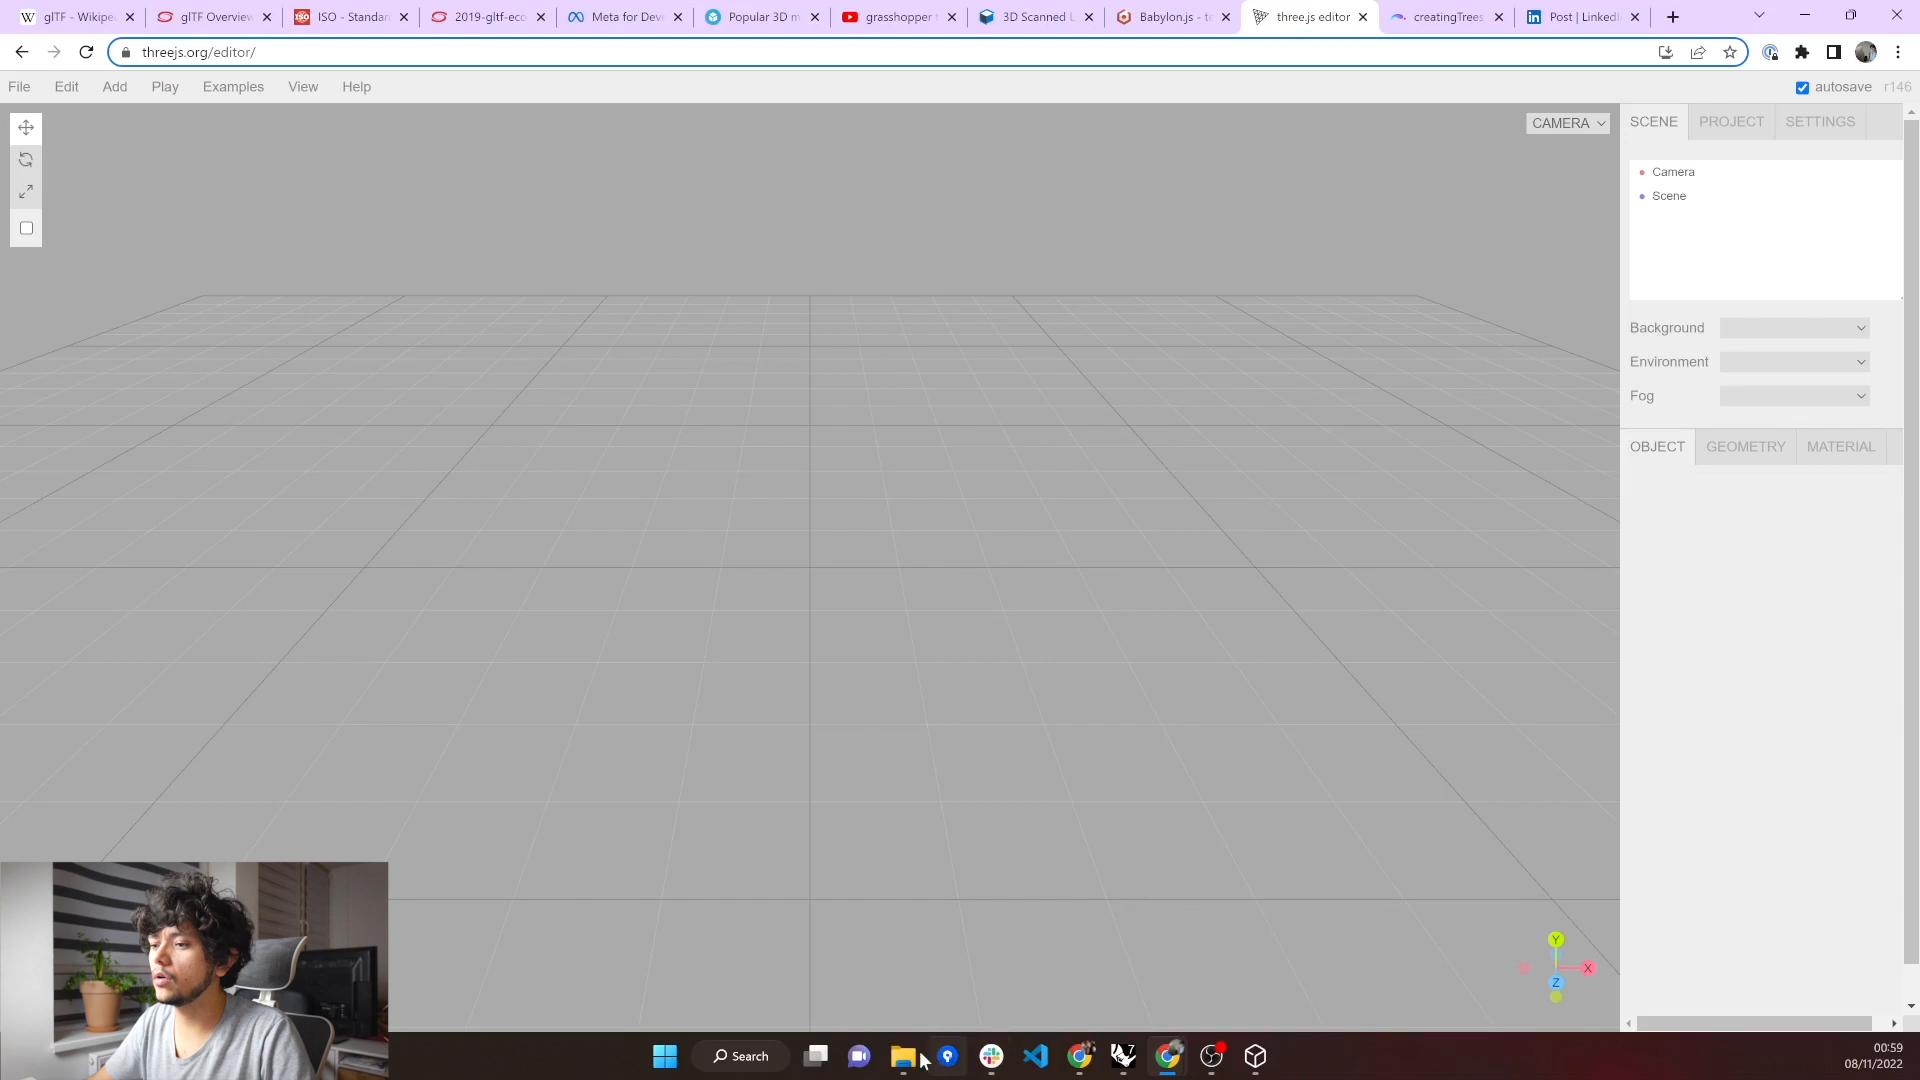 glTF - Wikipe
glTF Overview
ISO - Standar
2019-gltf-eco
Meta for Deve
Popular 3D m
grasshopper t
3D Scanned L
Babylon.js - te
three.js editor
creatingTrees
Post | LinkedI
threejs.org/editor/
File Edit Add Play Examples View Help
autosave r146
CAMERA
SCENE PROJECT SETTINGS
Camera
Scene
Background
Environment
Fog
OBJECT GEOMETRY MATERIAL
Y
X
Z
Search
00:59
08/11/2022